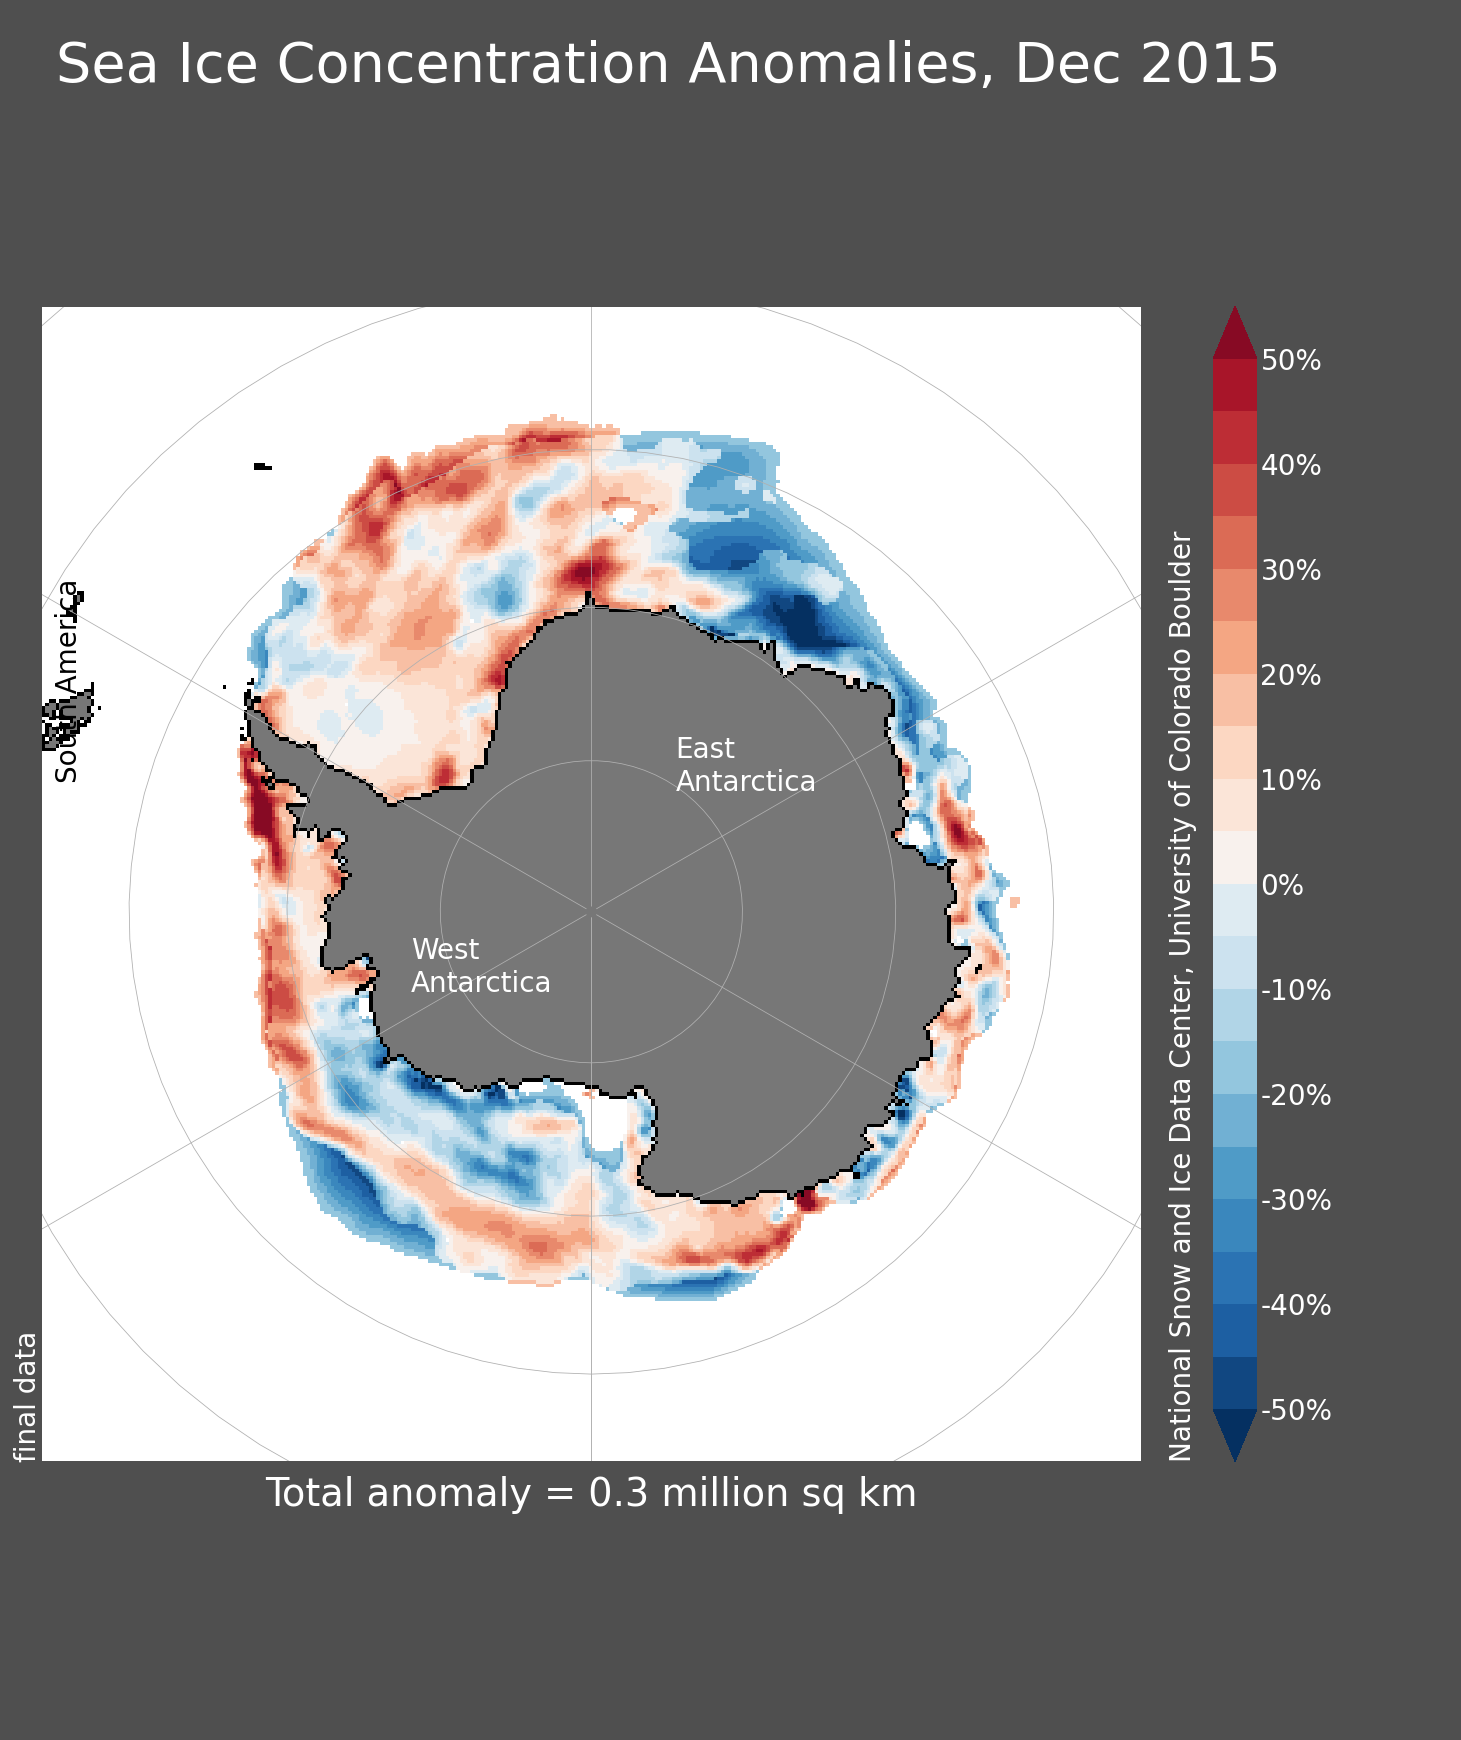 Sea Ice Concentration Anomalies, Dec 2015
South America
East
Antarctica
West
Antarctica
final data
National Snow and Ice Data Center, University of Colorado Boulder
50%
40%
30%
20%
10%
0%
-10%
-20%
-30%
-40%
-50%
Total anomaly = 0.3 million sq km